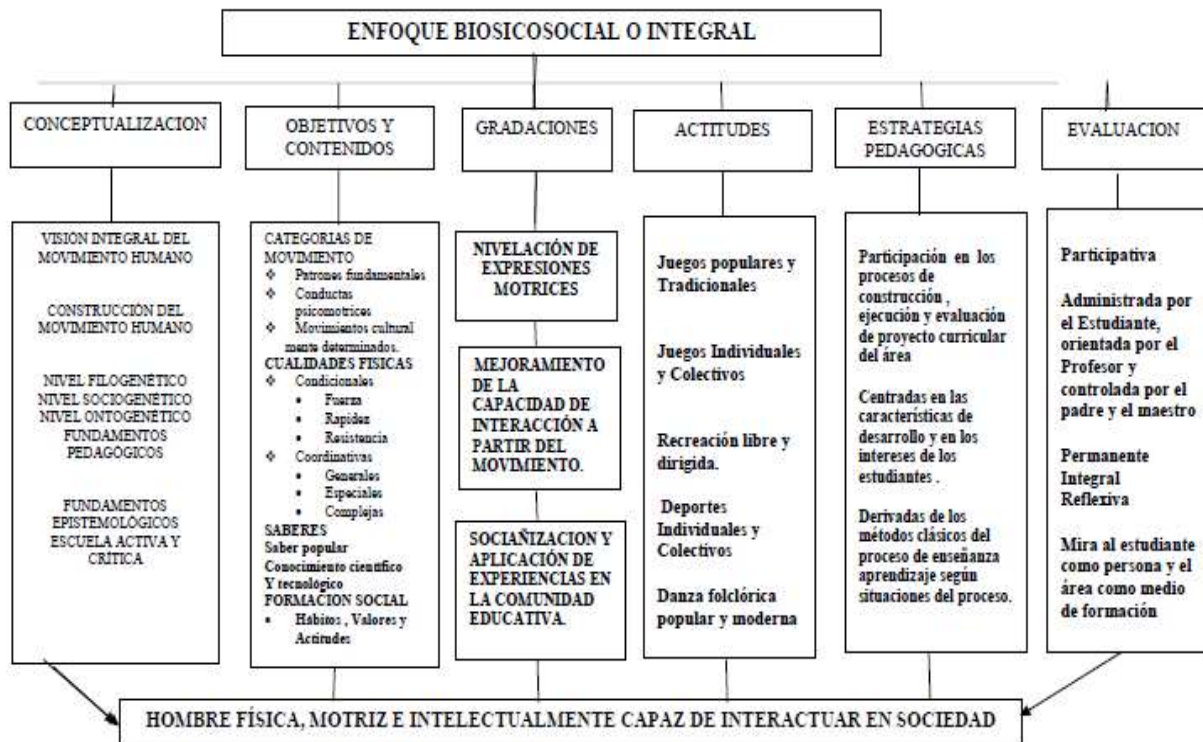 ENFOQUE BIOSICOSOCIAL O INTEGRAL
CONCEPTUALIZACION
OBJETIVOS Y
CONTENIDOS
GRADACIONES
ACTITUDES
ESTRATEGIAS
PEDAGOGICAS
EVALUACION
VISIÓN INTEGRAL DEL
MOVIMIENTO HUMANO
CONSTRUCCIÓN DEL
MOVIMIENTO HUMANO
NIVEL FILOGENÉTICO
NIVEL SOCIOGENÉTICO
NIVEL ONTOGENÉTICO
FUNDAMENTOS
PEDAGÓGICOS
FUNDAMENTOS
EPISTEMOLÓGICOS
ESCUELA ACTIVA Y
CRÍTICA
CATEGORIAS DE
MOVIMIENTO
❖ Patrones fundamentales
❖ Conductas
psicomotrices
❖ Movimientos cultural
mente determinados.
CUALIDADES FISICAS
❖ Condicionales
• Fuerza
• Rapidez
• Resistencia
❖ Coordinativas
• Generales
• Especiales
• Complejas
SABERES
Saber popular
Conocimiento científico
Y tecnológico
FORMACION SOCIAL
• Hábitos , Valores y
Actitudes
NIVELACIÓN DE
EXPRESIONES
MOTRICES
MEJORAMIENTO
DE LA
CAPACIDAD DE
INTERACCIÓN A
PARTIR DEL
MOVIMIENTO.
SOCIAÑIZACION Y
APLICACIÓN DE
EXPERIENCIAS EN
LA COMUNIDAD
EDUCATIVA.
Juegos populares y
Tradicionales
Juegos Individuales
y Colectivos
Recreación libre y
dirigida.
Deportes
Individuales y
Colectivos
Danza folclórica
popular y moderna
Participación en los
procesos de
construcción ,
ejecución y evaluación
de proyecto curricular
del área
Centradas en las
características de
desarrollo y en los
intereses de los
estudiantes .
Derivadas de los
métodos clásicos del
proceso de enseñanza
aprendizaje según
situaciones del proceso.
Participativa
Administrada por
el Estudiante,
orientada por el
Profesor y
controlada por el
padre y el maestro
Permanente
Integral
Reflexiva
Mira al estudiante
como persona y el
área como medio
de formación
HOMBRE FÍSICA, MOTRIZ E INTELECTUALMENTE CAPAZ DE INTERACTUAR EN SOCIEDAD